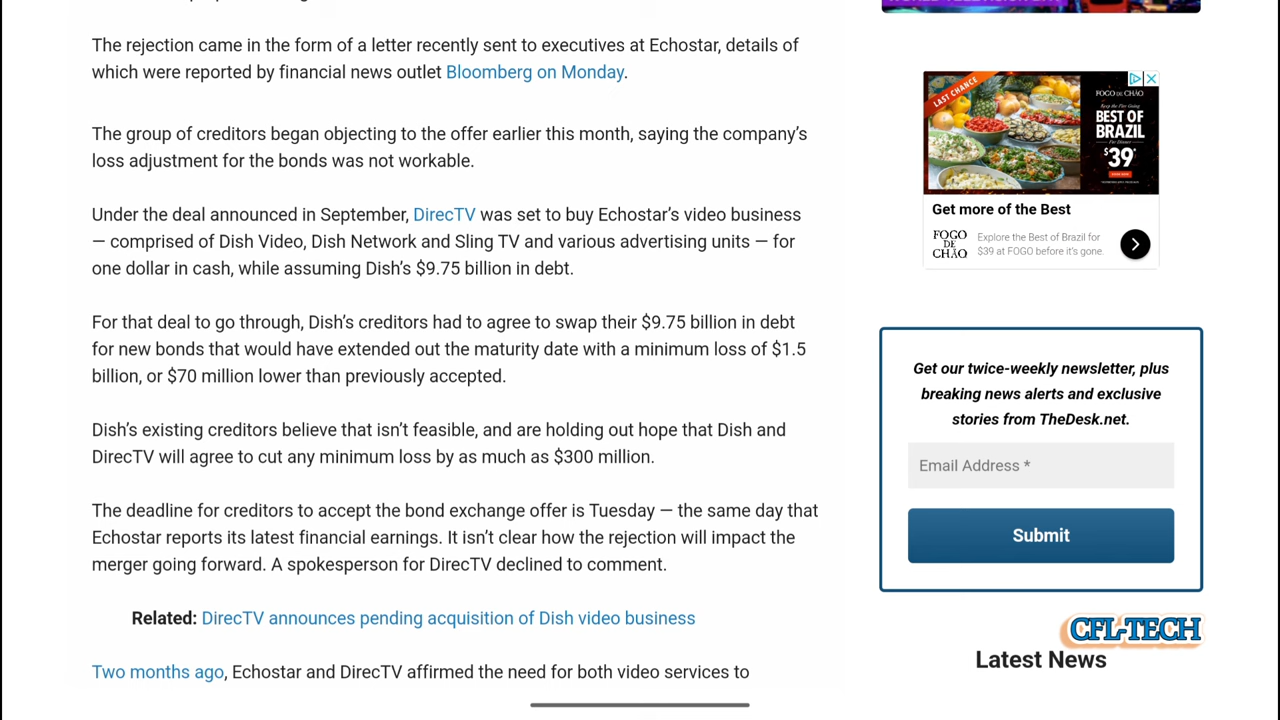 The rejection came in the form of a letter recently sent to executives at Echostar, details of
which were reported by financial news outlet Bloomberg on Monday.
The group of creditors began objecting to the offer earlier this month, saying the company's
loss adjustment for the bonds was not workable.
Under the deal announced in September, DirecTV was set to buy Echostar's video business
— comprised of Dish Video, Dish Network and Sling TV and various advertising units — for
one dollar in cash, while assuming Dish's $9.75 billion in debt.
For that deal to go through, Dish's creditors had to agree to swap their $9.75 billion in debt
for new bonds that would have extended out the maturity date with a minimum loss of $1.5
billion, or $70 million lower than previously accepted.
Dish's existing creditors believe that isn't feasible, and are holding out hope that Dish and
DirecTV will agree to cut any minimum loss by as much as $300 million.
The deadline for creditors to accept the bond exchange offer is Tuesday — the same day that
Echostar reports its latest financial earnings. It isn't clear how the rejection will impact the
merger going forward. A spokesperson for DirecTV declined to comment.
Related: DirecTV announces pending acquisition of Dish video business
Two months ago, Echostar and DirecTV affirmed the need for both video services to
LAST CHANCE
FOGO DE CHÃO
BEST OF
BRAZIL
$39
Get more of the Best
FOGO
DE
CHÃO
Explore the Best of Brazil for
$39 at FOGO before it's gone.
Get our twice-weekly newsletter, plus
breaking news alerts and exclusive
stories from TheDesk.net.
Email Address *
Submit
CFL-TECH
Latest News